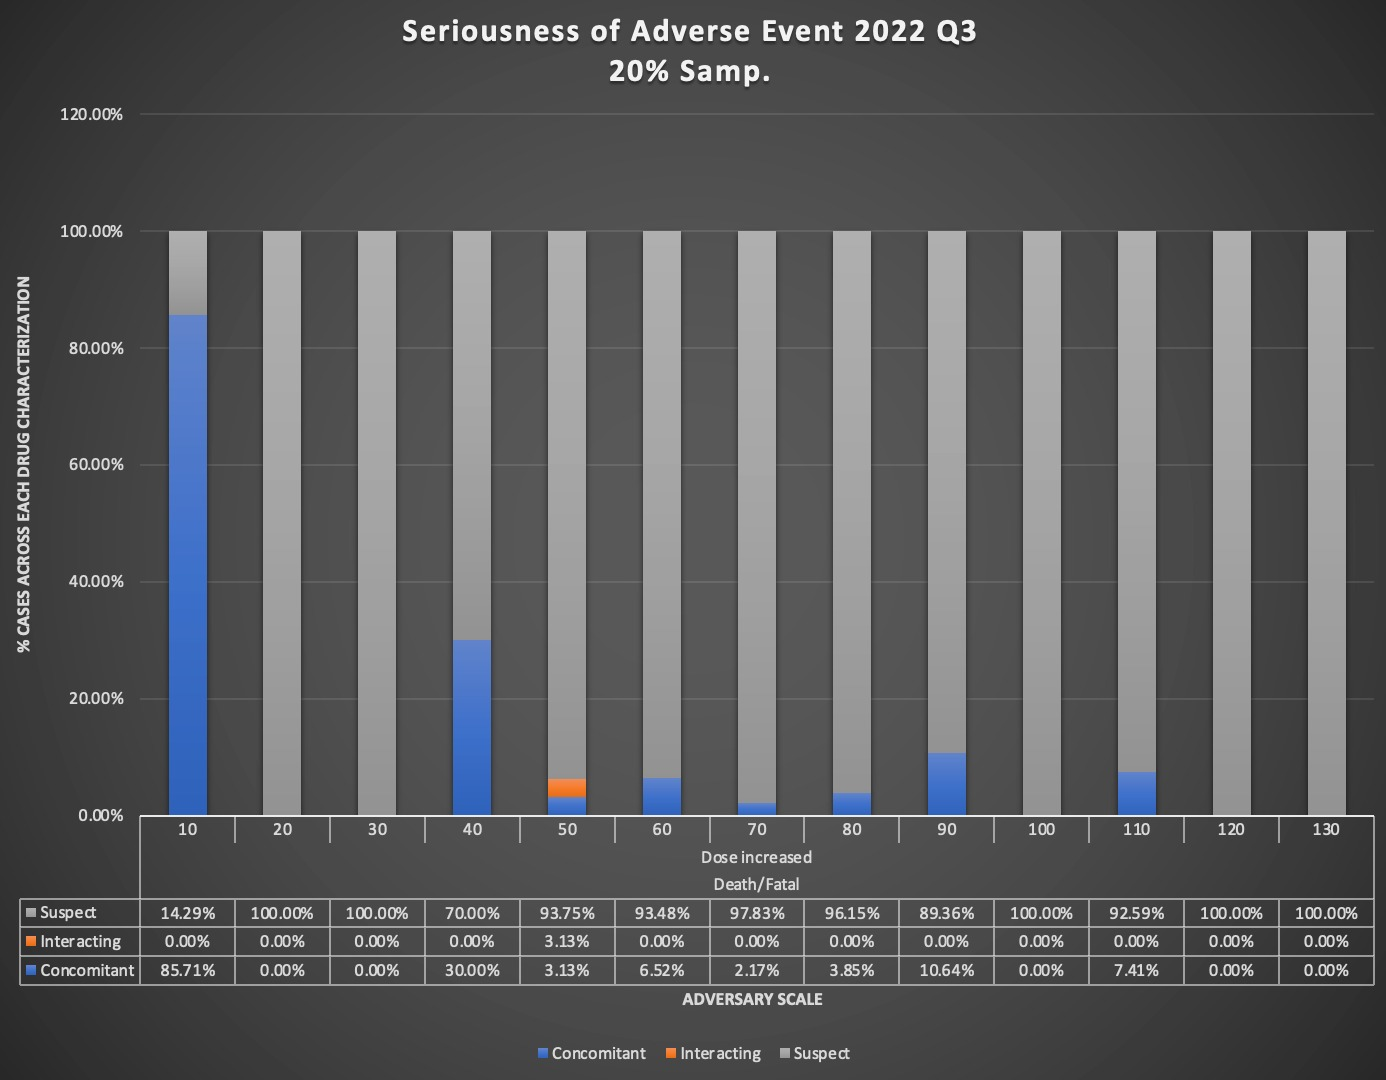 Seriousness of Adverse Event 2022 Q3
20% Samp.
120.00%
100.00%
80.00%
60.00%
40.00%
20.00%
0.00%
% CASES ACROSS EACH DRUG CHARACTERIZATION
10 20 30 40 50 60 70 80 90 100 110 120 130
Dose increased
Death/Fatal
Suspect 14.29% 100.00% 100.00% 70.00% 93.75% 93.48% 97.83% 96.15% 89.36% 100.00% 92.59% 100.00% 100.00%
Interacting 0.00% 0.00% 0.00% 0.00% 3.13% 0.00% 0.00% 0.00% 0.00% 0.00% 0.00% 0.00% 0.00%
Concomitant 85.71% 0.00% 0.00% 30.00% 3.13% 6.52% 2.17% 3.85% 10.64% 0.00% 7.41% 0.00% 0.00%
ADVERSARY SCALE
Concomitant Interacting Suspect